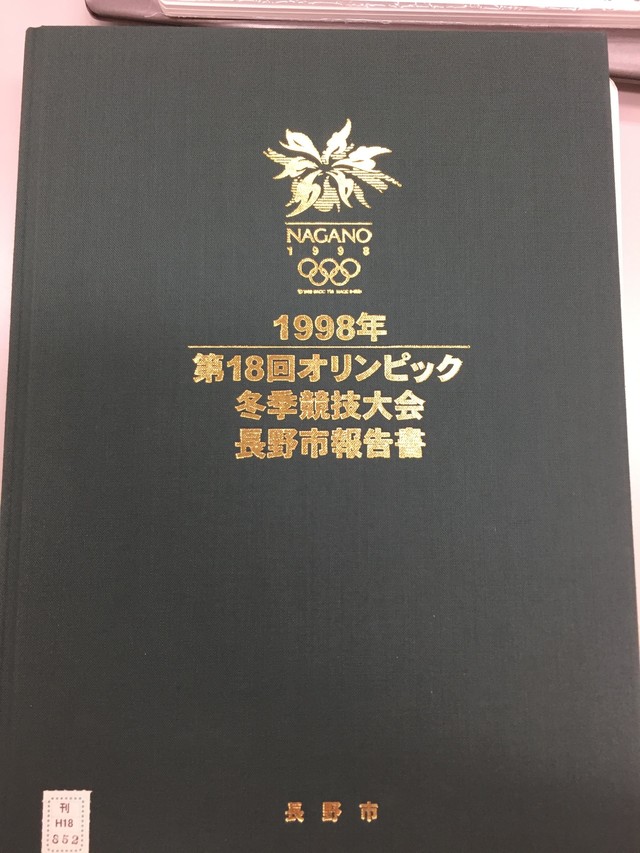 NAGANO
1998
1998年
第18回オリンピック
冬季競技大会
長野市報告書
長野市
刊
H18
852